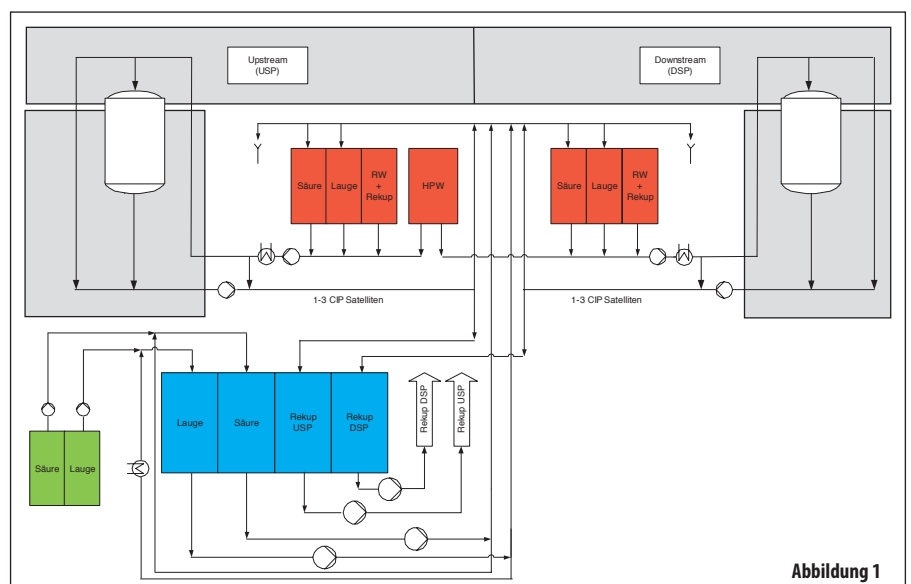 Upstream
(USP)
Downstream
(DSP)
Säure
Lauge
RW
+
Rekup
HPW
Säure
Lauge
RW
+
Rekup
1-3 CIP Satelliten
1-3 CIP Satelliten
Lauge
Säure
Rekup
USP
Rekup
DSP
Rekup DSP
Rekup USP
Säure
Lauge
Abbildung 1